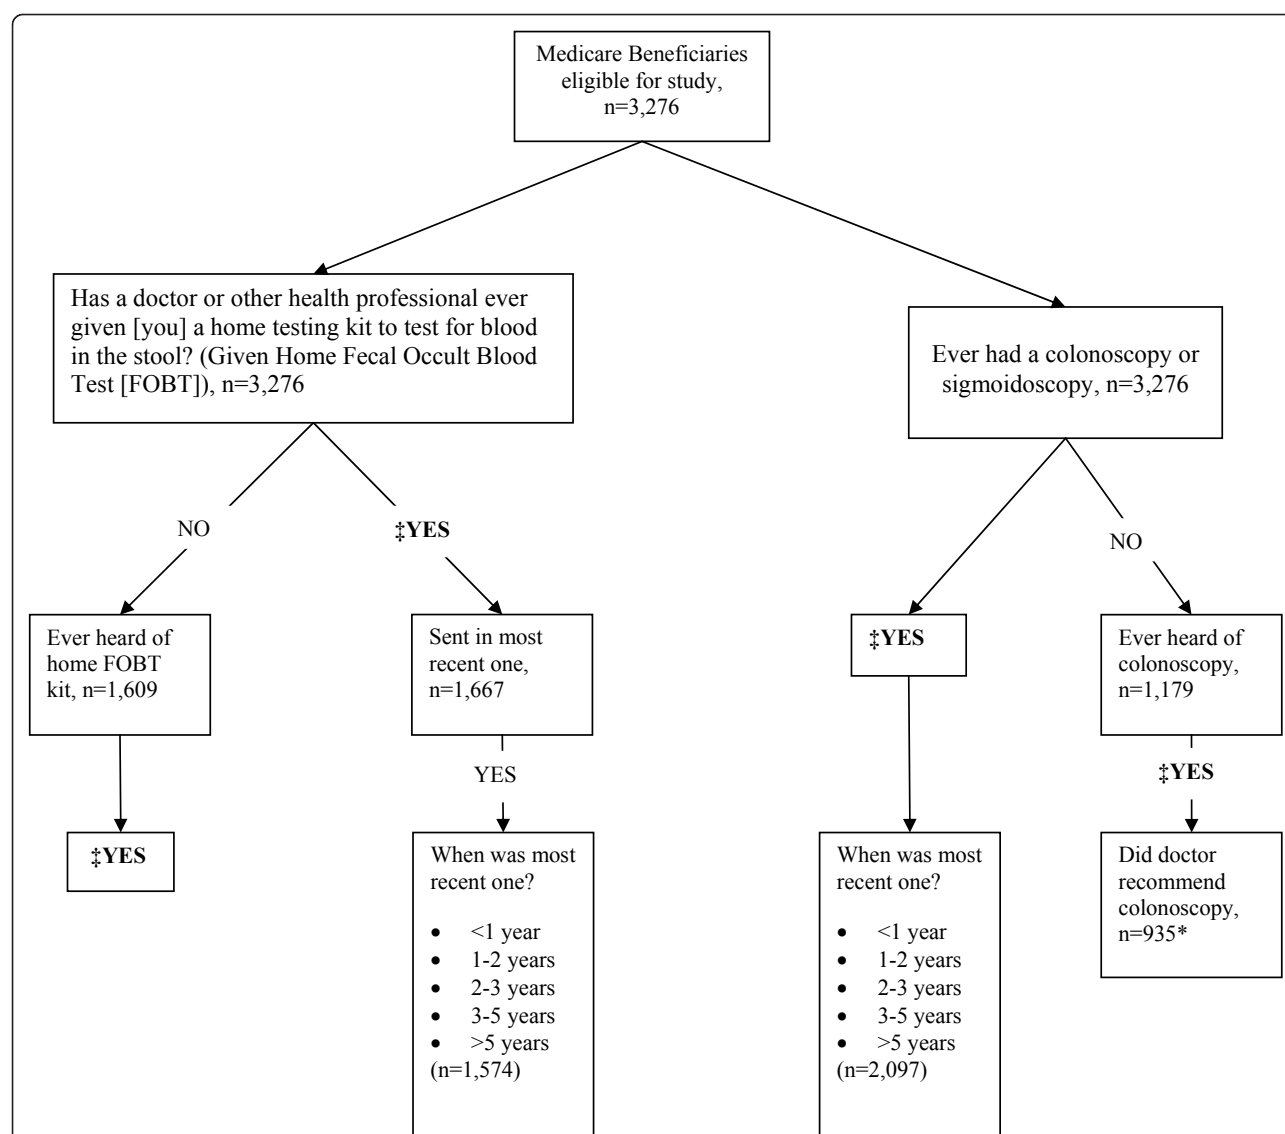 Medicare Beneficiaries
eligible for study,
n=3,276
Has a doctor or other health professional ever
given [you] a home testing kit to test for blood
in the stool? (Given Home Fecal Occult Blood
Test [FOBT]), n=3,276
Ever had a colonoscopy or
sigmoidoscopy, n=3,276
NO
‡YES
NO
Ever heard of
home FOBT
kit, n=1,609
Sent in most
recent one,
n=1,667
‡YES
Ever heard of
colonoscopy,
n=1,179
YES
‡YES
‡YES
When was most
recent one?
• <1 year
• 1-2 years
• 2-3 years
• 3-5 years
• >5 years
(n=1,574)
When was most
recent one?
• <1 year
• 1-2 years
• 2-3 years
• 3-5 years
• >5 years
(n=2,097)
Did doctor
recommend
colonoscopy,
n=935*